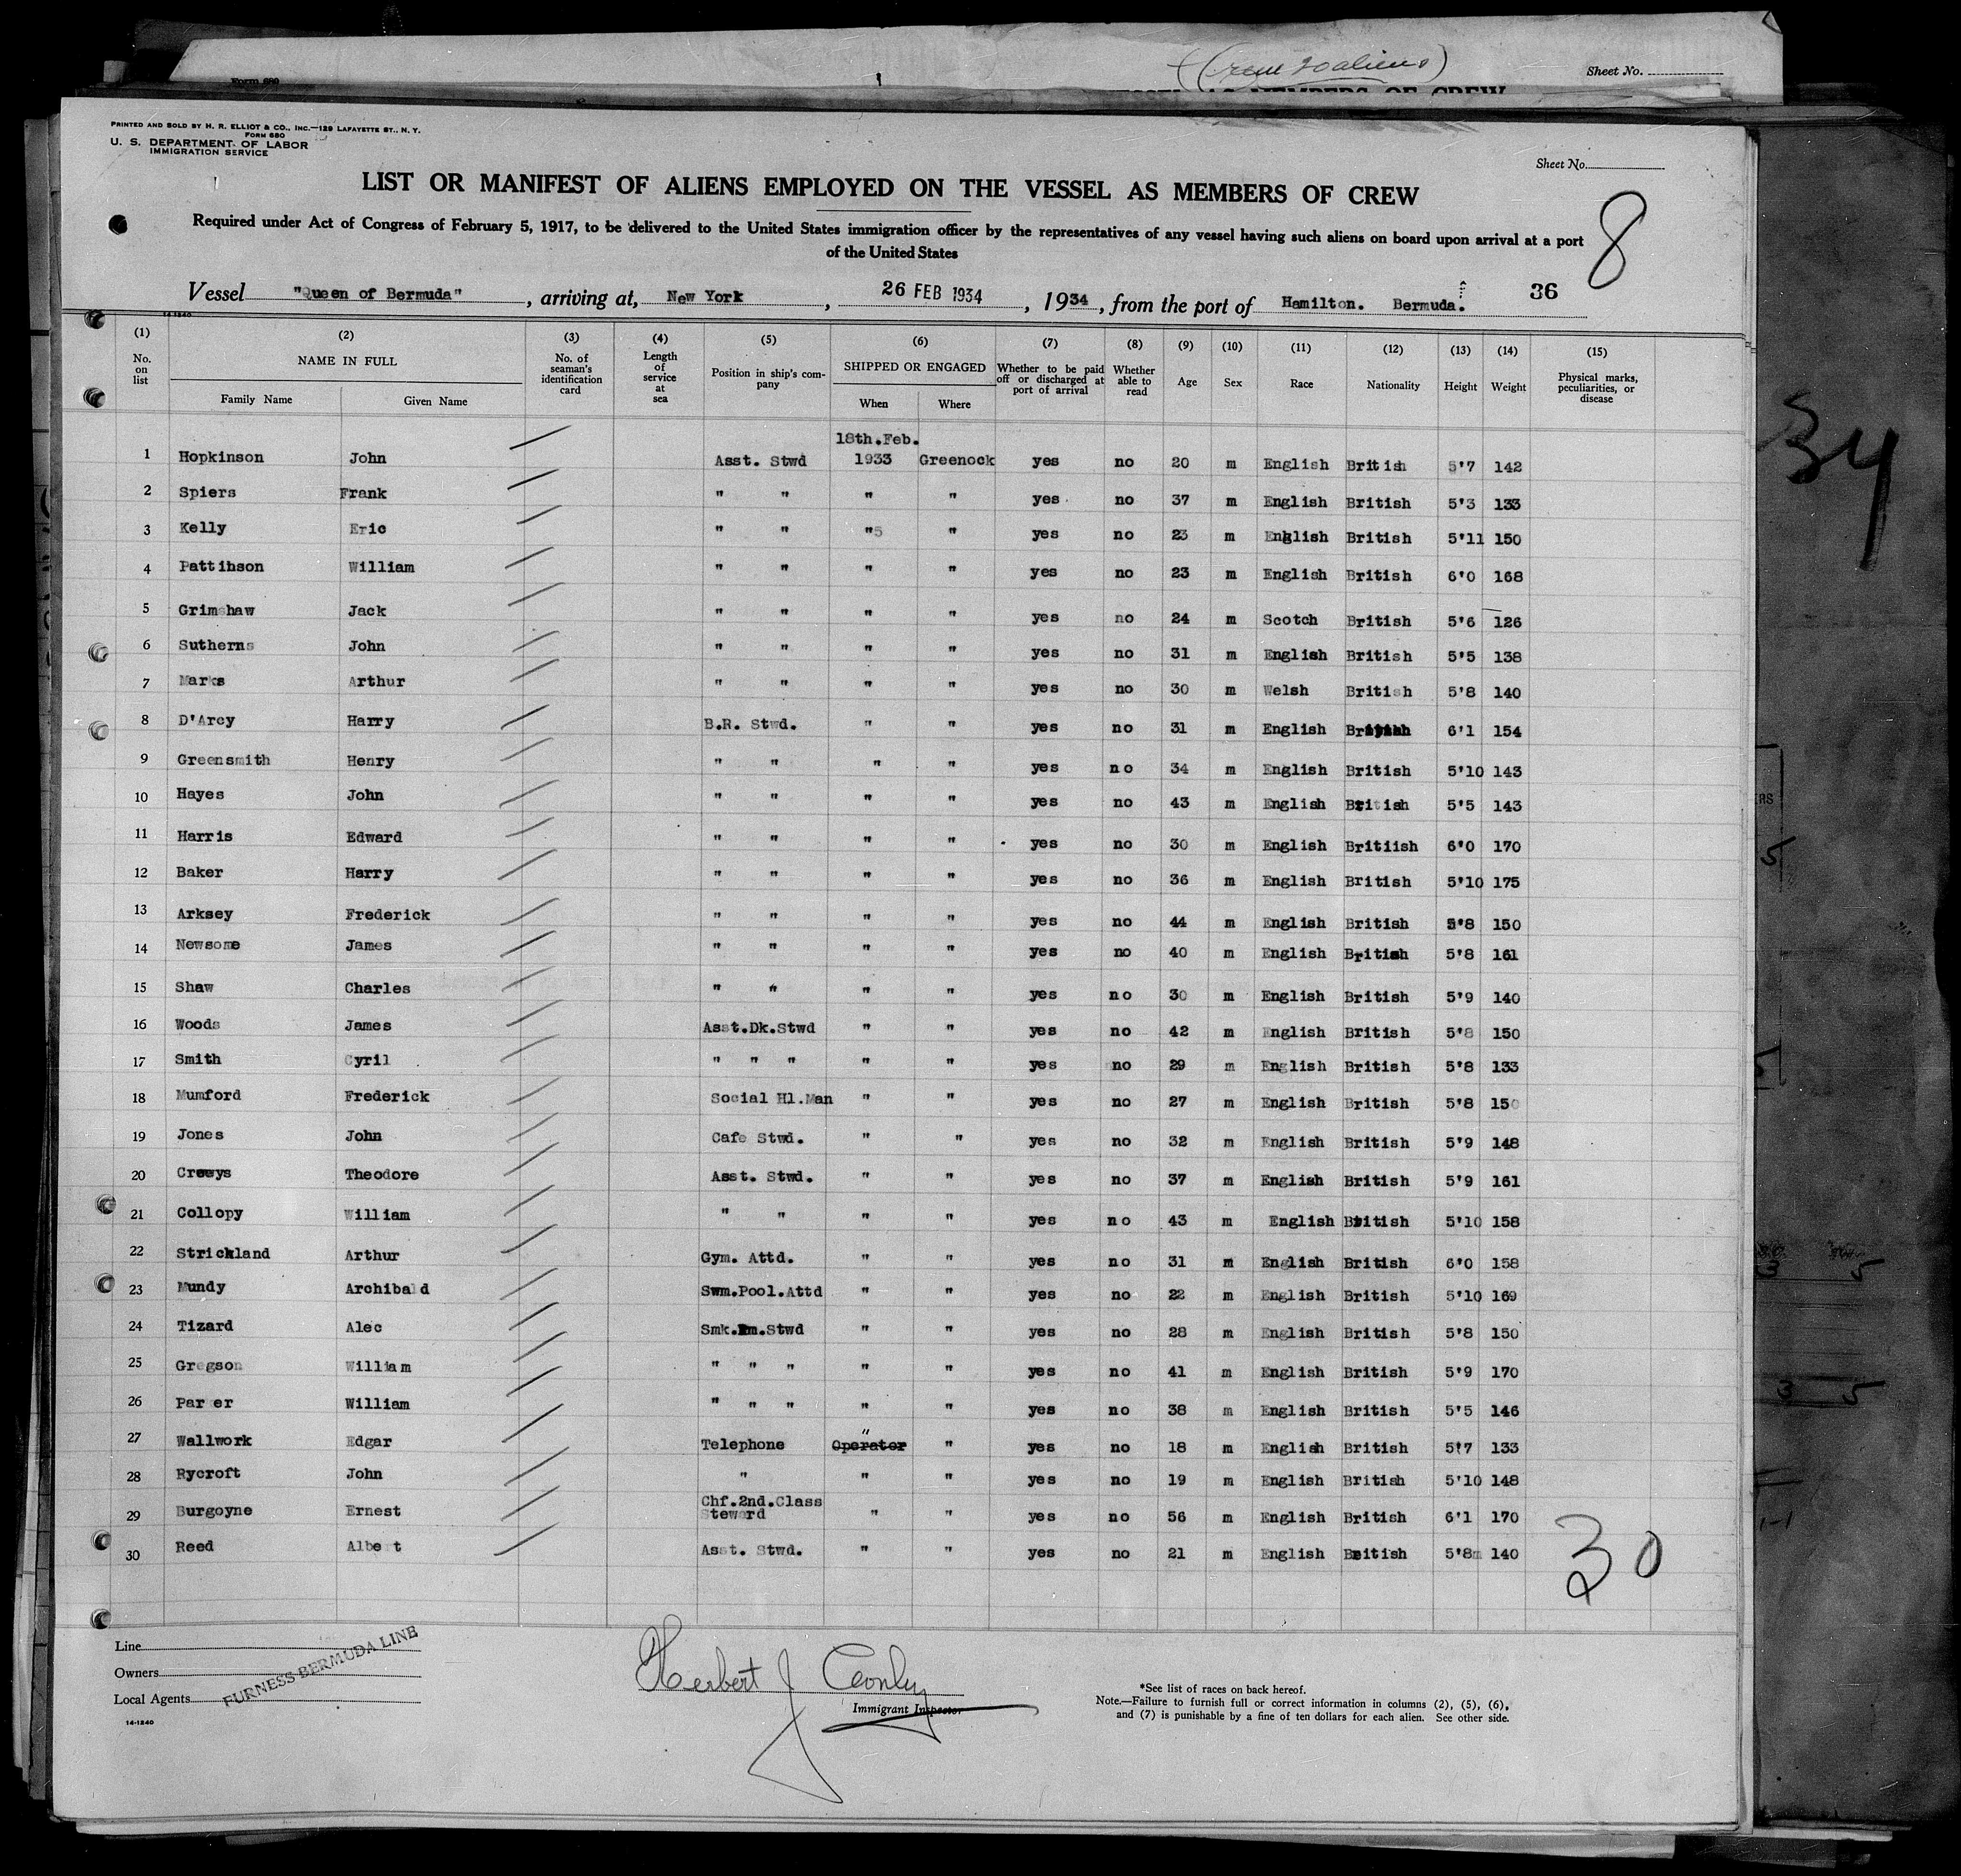 Form 680
(Crew 30 aliens)
Sheet No.
PRINTED AND SOLD BY H. R. ELLIOT & CO., INC.—129 LAFAYETTE ST., N. Y.
FORM 680
U. S. DEPARTMENT OF LABOR
IMMIGRATION SERVICE
Sheet No.
LIST OR MANIFEST OF ALIENS EMPLOYED ON THE VESSEL AS MEMBERS OF CREW
8
Required under Act of Congress of February 5, 1917, to be delivered to the United States immigration officer by the representatives of any vessel having such aliens on board upon arrival at a port
of the United States
Vessel "Queen of Bermuda", arriving at, New York, 26 FEB 1934, 1934, from the port of Hamilton. Bermuda. 36
14-1240
(1) (2) (3) (4) (5) (6) (7) (8) (9) (10) (11) (12) (13) (14) (15)
No. on list NAME IN FULL Family Name Given Name No. of seaman's identification card Length of service at sea Position in ship's company SHIPPED OR ENGAGED When Where Whether to be paid off or discharged at port of arrival Whether able to read Age Sex Race Nationality Height Weight Physical marks, peculiarities, or disease
18th.Feb.
1 Hopkinson John Asst. Stwd 1933 Greenock yes no 20 m English British 5'7 142
2 Spiers Frank " " " " yes no 37 m English British 5'3 133
3 Kelly Eric " " "5 " yes no 23 m English British 5'11 150
4 Pattihson William " " " " yes no 23 m English British 6'0 168
5 Grimshaw Jack " " " " yes no 24 m Scotch British 5'6 126
6 Sutherns John " " " " yes no 31 m English British 5'5 138
7 Marks Arthur " " " " yes no 30 m Welsh British 5'8 140
8 D'Arcy Harry B.R. Stwd. " " yes no 31 m English British 6'1 154
9 Greensmith Henry " " " " yes no 34 m English British 5'10 143
10 Hayes John " " " " yes no 43 m English British 5'5 143
11 Harris Edward " " " " yes no 30 m English Britiish 6'0 170
12 Baker Harry " " " " yes no 36 m English British 5'10 175
13 Arksey Frederick " " " " yes no 44 m English British 5'8 150
14 Newsome James " " " " yes no 40 m English British 5'8 161
15 Shaw Charles " " " " yes no 30 m English British 5'9 140
16 Woods James Asst.Dk.Stwd " " yes no 42 m English British 5'8 150
17 Smith Cyril " " " " " yes no 29 m English British 5'8 133
18 Mumford Frederick Social Hl.Man " " yes no 27 m English British 5'8 150
19 Jones John Cafe Stwd. " " yes no 32 m English British 5'9 148
20 Creeys Theodore Asst. Stwd. " " yes no 37 m English British 5'9 161
21 Collopy William " " " " yes no 43 m English British 5'10 158
22 Strickland Arthur Gym. Attd. " " yes no 31 m English British 6'0 158
23 Mundy Archibald Swm.Pool.Attd " " yes no 22 m English British 5'10 169
24 Tizard Alec Smk.Rm.Stwd " " yes no 28 m English British 5'8 150
25 Gregson William " " " " " yes no 41 m English British 5'9 170
26 Par er William " " " " " yes no 38 m English British 5'5 146
27 Wallwork Edgar Telephone Operator " " yes no 18 m English British 5'7 133
28 Rycroft John " " " yes no 19 m English British 5'10 148
Chf.2nd.Class
29 Burgoyne Ernest Steword " " yes no 56 m English British 6'1 170
30 Reed Albert Asst. Stwd. " " yes no 21 m English British 5'8m 140
30
Line
Owners
Local Agents
FURNESS BERMUDA LINE
14-1240
Herbert J Conley
Immigrant Inspector
*See list of races on back hereof.
Note.—Failure to furnish full or correct information in columns (2), (5), (6),
and (7) is punishable by a fine of ten dollars for each alien. See other side.
34